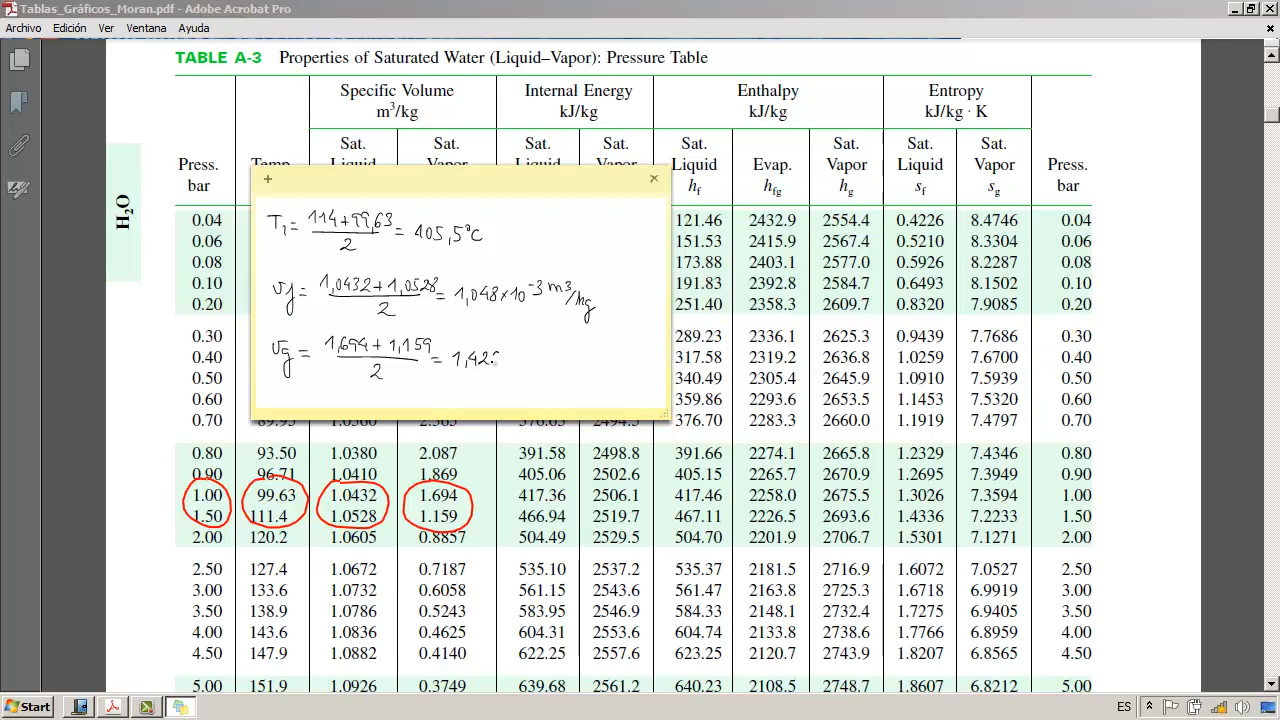 Tablas_Gráficos_Moran.pdf - Adobe Acrobat Pro
Archivo Edición Ver Ventana Ayuda
TABLE A-3 Properties of Saturated Water (Liquid–Vapor): Pressure Table
Specific Volume Internal Energy Enthalpy Entropy
m³/kg kJ/kg kJ/kg kJ/kg · K
Sat. Sat. Sat. Sat. Sat. Sat. Sat. Sat.
Press. Temp. Liquid Vapor Liquid Vapor Liquid Evap. Vapor Liquid Vapor Press.
bar hf hfg hg sf sg bar
H₂O
T₁= 114+99,63 / 2 = 105,5°C
vf= 1,0432+1,0528 / 2 = 1,048×10⁻³ m³/kg
vg= 1,694+1,159 / 2 = 1,42
0.04 121.46 2432.9 2554.4 0.4226 8.4746 0.04
0.06 151.53 2415.9 2567.4 0.5210 8.3304 0.06
0.08 173.88 2403.1 2577.0 0.5926 8.2287 0.08
0.10 191.83 2392.8 2584.7 0.6493 8.1502 0.10
0.20 251.40 2358.3 2609.7 0.8320 7.9085 0.20
0.30 289.23 2336.1 2625.3 0.9439 7.7686 0.30
0.40 317.58 2319.2 2636.8 1.0259 7.6700 0.40
0.50 340.49 2305.4 2645.9 1.0910 7.5939 0.50
0.60 359.86 2293.6 2653.5 1.1453 7.5320 0.60
0.70 89.95 1.0360 2.365 376.63 2494.5 376.70 2283.3 2660.0 1.1919 7.4797 0.70
0.80 93.50 1.0380 2.087 391.58 2498.8 391.66 2274.1 2665.8 1.2329 7.4346 0.80
0.90 96.71 1.0410 1.869 405.06 2502.6 405.15 2265.7 2670.9 1.2695 7.3949 0.90
1.00 99.63 1.0432 1.694 417.36 2506.1 417.46 2258.0 2675.5 1.3026 7.3594 1.00
1.50 111.4 1.0528 1.159 466.94 2519.7 467.11 2226.5 2693.6 1.4336 7.2233 1.50
2.00 120.2 1.0605 0.8857 504.49 2529.5 504.70 2201.9 2706.7 1.5301 7.1271 2.00
2.50 127.4 1.0672 0.7187 535.10 2537.2 535.37 2181.5 2716.9 1.6072 7.0527 2.50
3.00 133.6 1.0732 0.6058 561.15 2543.6 561.47 2163.8 2725.3 1.6718 6.9919 3.00
3.50 138.9 1.0786 0.5243 583.95 2546.9 584.33 2148.1 2732.4 1.7275 6.9405 3.50
4.00 143.6 1.0836 0.4625 604.31 2553.6 604.74 2133.8 2738.6 1.7766 6.8959 4.00
4.50 147.9 1.0882 0.4140 622.25 2557.6 623.25 2120.7 2743.9 1.8207 6.8565 4.50
5.00 151.9 1.0926 0.3749 639.68 2561.2 640.23 2108.5 2748.7 1.8607 6.8212 5.00
Start ES